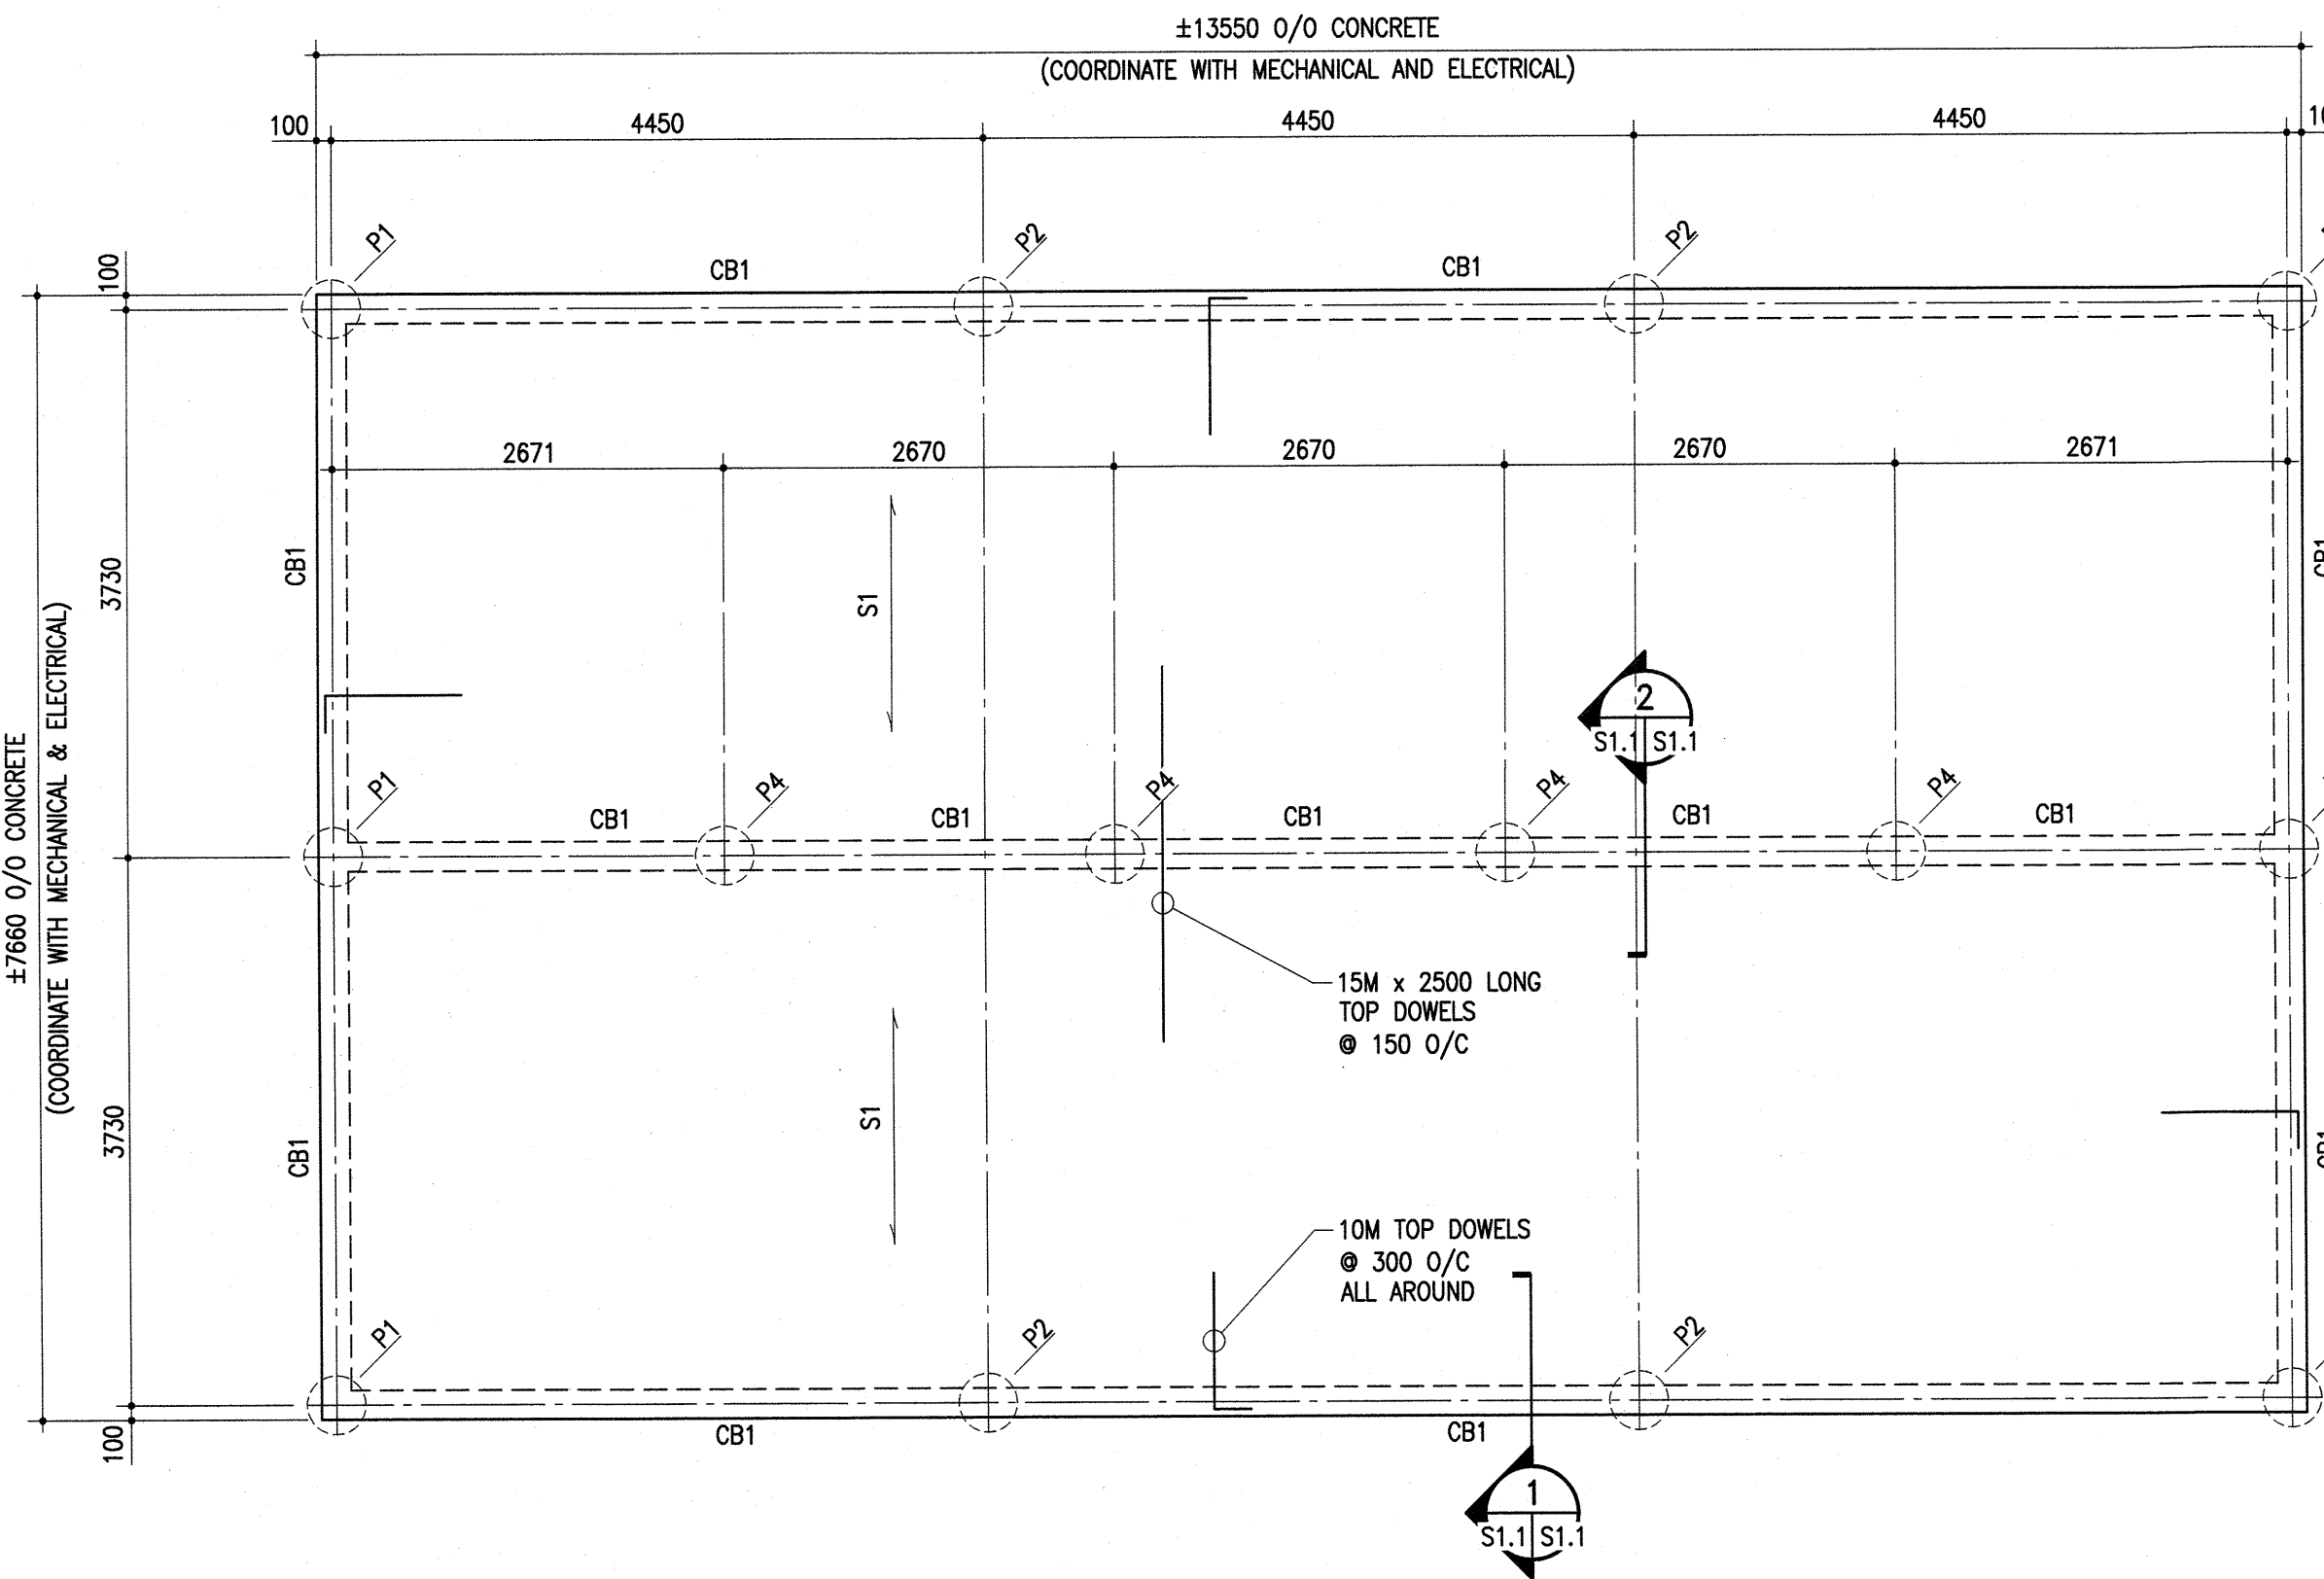 ±13550 O/O CONCRETE
(COORDINATE WITH MECHANICAL AND ELECTRICAL)
100
4450
4450
4450
P1
P2
P2
100
CB1
CB1
2671
2670
2670
2670
2671
CB1
3730
S1
±7660 O/O CONCRETE
(COORDINATE WITH MECHANICAL & ELECTRICAL)
2
S1.1
S1.1
P1
P4
P4
P4
P4
CB1
CB1
CB1
CB1
CB1
15M x 2500 LONG
TOP DOWELS
@ 150 O/C
3730
CB1
S1
10M TOP DOWELS
@ 300 O/C
ALL AROUND
P1
P2
P2
100
CB1
CB1
1
S1.1
S1.1